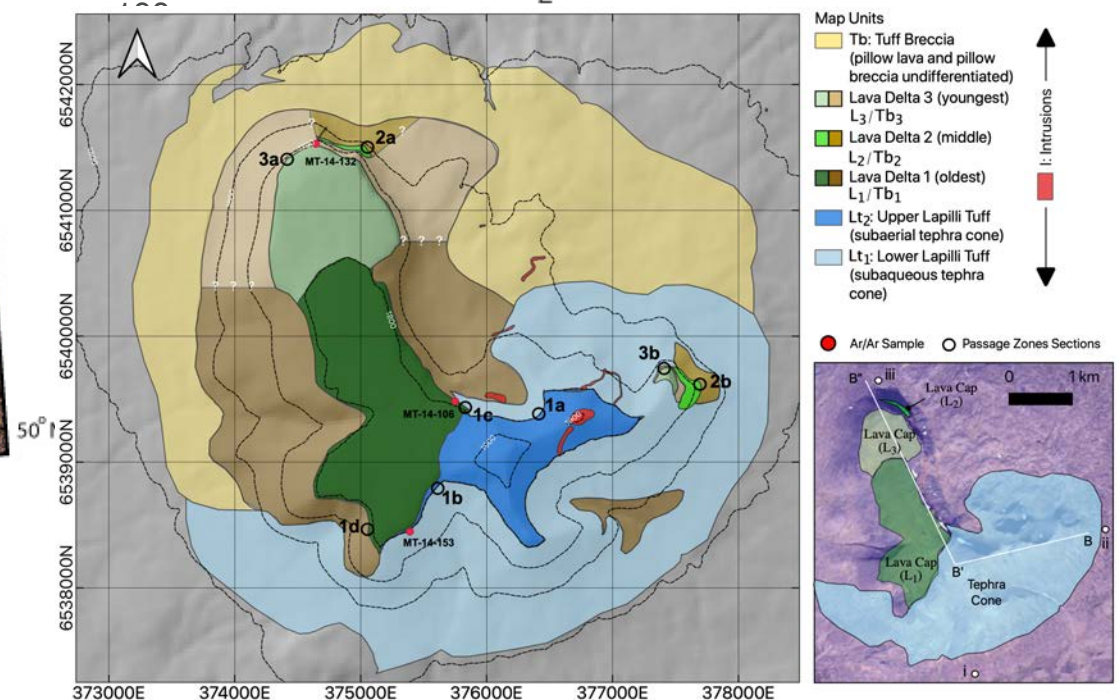 50° N
6542000N
6541000N
6540000N
6539000N
6538000N
373000E
374000E
375000E
376000E
377000E
378000E
?
2a
?
3a
MT-14-132
? ? ?
? ? ?
1800
3b
2b
1a
MT-14-106
1c
1b
1d
MT-14-153
Map Units
Tb: Tuff Breccia
(pillow lava and pillow
breccia undifferentiated)
Lava Delta 3 (youngest)
L3/Tb3
Lava Delta 2 (middle)
L2/Tb2
Lava Delta 1 (oldest)
L1/Tb1
Lt2: Upper Lapilli Tuff
(subaerial tephra cone)
Lt1: Lower Lapilli Tuff
(subaqueous tephra
cone)
I: Intrusions
Ar/Ar Sample
Passage Zones Sections
B"
iii
0
1 km
Lava Cap
(L2)
Lava Cap
(L3)
Lava Cap
(L1)
B'
B
ii
Tephra
Cone
i